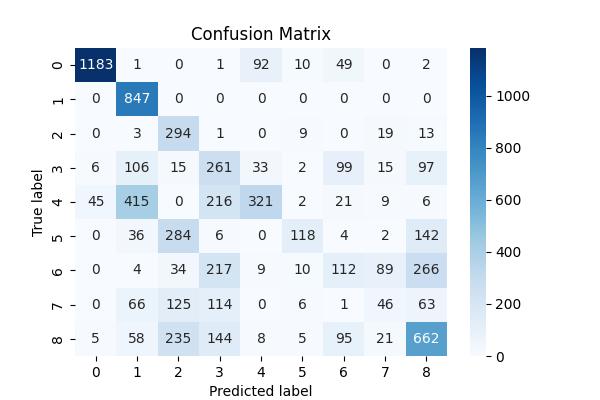 Confusion Matrix
True label
0 1183 1 0 1 92 10 49 0 2
1 0 847 0 0 0 0 0 0 0
2 0 3 294 1 0 9 0 19 13
3 6 106 15 261 33 2 99 15 97
4 45 415 0 216 321 2 21 9 6
5 0 36 284 6 0 118 4 2 142
6 0 4 34 217 9 10 112 89 266
7 0 66 125 114 0 6 1 46 63
8 5 58 235 144 8 5 95 21 662
0 1 2 3 4 5 6 7 8
Predicted label
1000
800
600
400
200
0